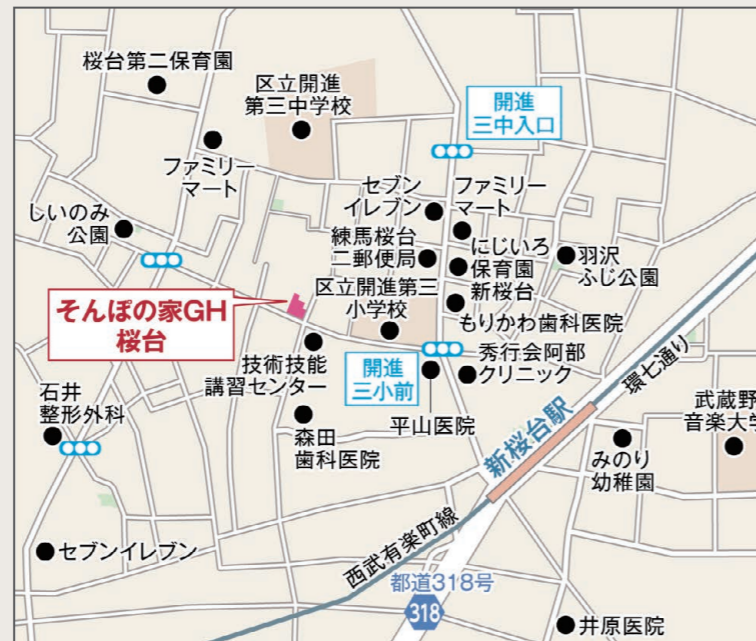 桜台第二保育園
区立開進
第三中学校
開進
三中入口
ファミリー
マート
セブン
イレブン
ファミリー
マート
しいのみ
公園
練馬桜台
二郵便局
にじいろ
保育園
新桜台
羽沢
ふじ公園
そんぽの家GH
桜台
区立開進第三
小学校
もりかわ歯科医院
技術技能
講習センター
開進
三小前
秀行会阿部
クリニック
環七通り
石井
整形外科
森田
歯科医院
平山医院
新桜台駅
みのり
幼稚園
武蔵野
音楽大学
セブンイレブン
西武有楽町線
都道318号
318
井原医院